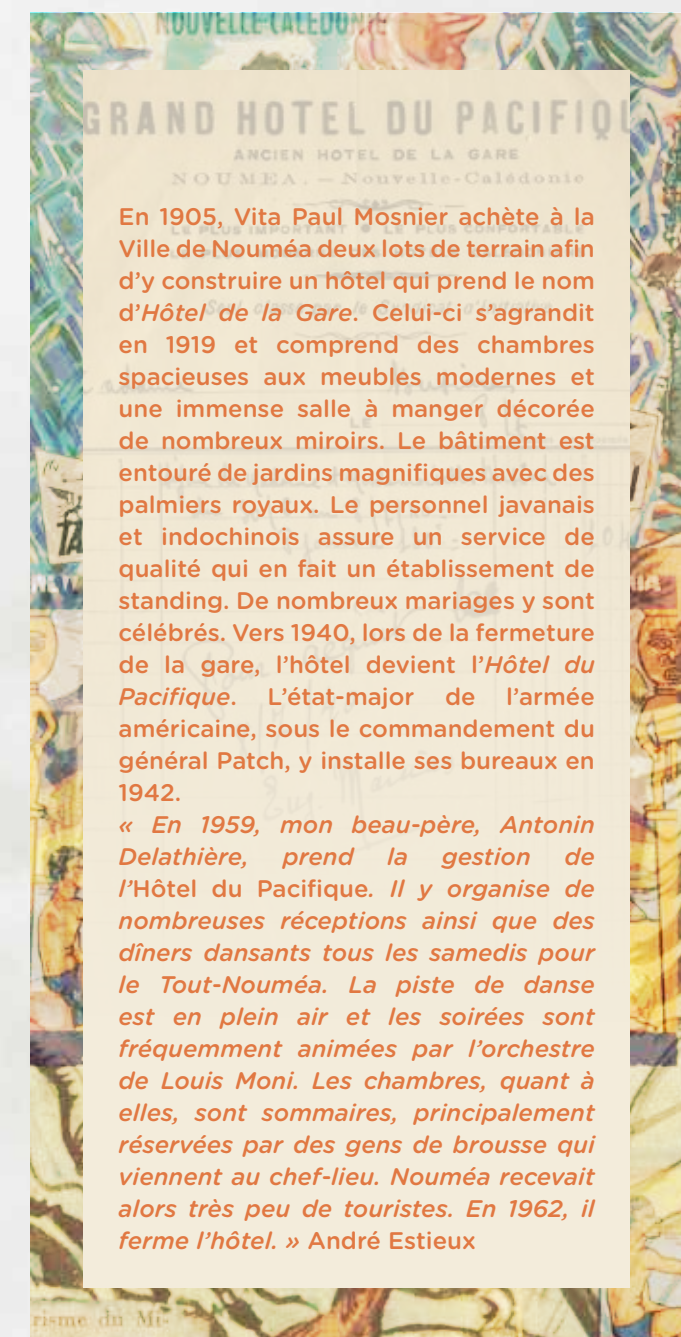 NOUVELLE-CALEDONIE
GRAND HOTEL DU PACIFIQU
ANCIEN HOTEL DE LA GARE
NOUMEA. — Nouvelle-Calédonie
LE PLUS IMPORTANT • LE PLUS CONFORTABLE
En 1905, Vita Paul Mosnier achète à la
Ville de Nouméa deux lots de terrain afin
d’y construire un hôtel qui prend le nom
d’Hôtel de la Gare. Celui-ci s’agrandit
en 1919 et comprend des chambres
spacieuses aux meubles modernes et
une immense salle à manger décorée
de nombreux miroirs. Le bâtiment est
entouré de jardins magnifiques avec des
palmiers royaux. Le personnel javanais
et indochinois assure un service de
qualité qui en fait un établissement de
standing. De nombreux mariages y sont
célébrés. Vers 1940, lors de la fermeture
de la gare, l’hôtel devient l’Hôtel du
Pacifique. L’état-major de l’armée
américaine, sous le commandement du
général Patch, y installe ses bureaux en
1942.
« En 1959, mon beau-père, Antonin
Delathière, prend la gestion de
l’Hôtel du Pacifique. Il y organise de
nombreuses réceptions ainsi que des
dîners dansants tous les samedis pour
le Tout-Nouméa. La piste de danse
est en plein air et les soirées sont
fréquemment animées par l’orchestre
de Louis Moni. Les chambres, quant à
elles, sont sommaires, principalement
réservées par des gens de brousse qui
viennent au chef-lieu. Nouméa recevait
alors très peu de touristes. En 1962, il
ferme l’hôtel. » André Estieux
risme du Mi-